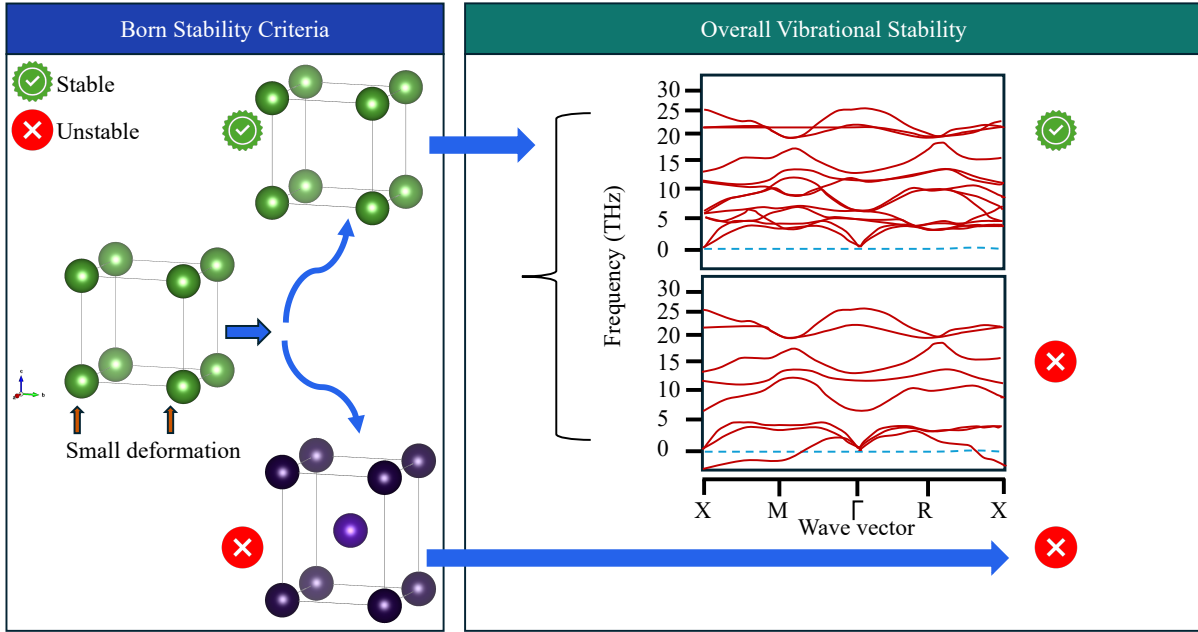 Born Stability Criteria
Overall Vibrational Stability
Stable
Unstable
Small deformation
c
a
b
Frequency (THz)
30
25
20
15
10
5
0
30
25
20
15
10
5
0
X
M
Γ
R
X
Wave vector